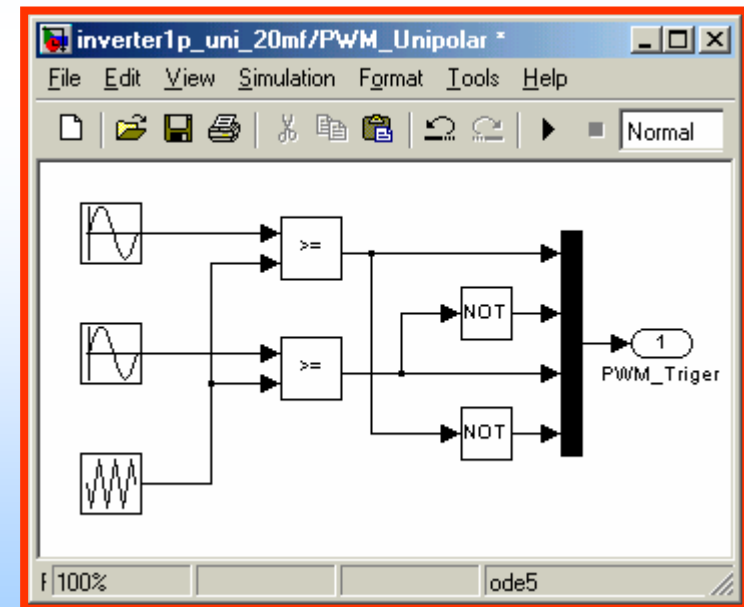 inverter1p_uni_20mf/PWM_Unipolar *
File Edit View Simulation Format Tools Help
Normal
>=
NOT
>=
1
PWM_Triger
NOT
100%
ode5